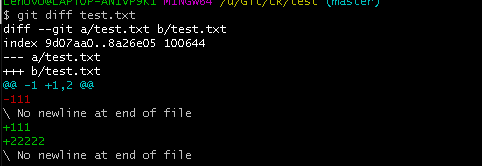 LENOVO@LAPTOP-ANIVP9KI MINGW64 /d/Git/ck/test (master)
$ git diff test.txt
diff --git a/test.txt b/test.txt
index 9d07aa0..8a26e05 100644
--- a/test.txt
+++ b/test.txt
@@ -1 +1,2 @@
-111
\ No newline at end of file
+111
+22222
\ No newline at end of file